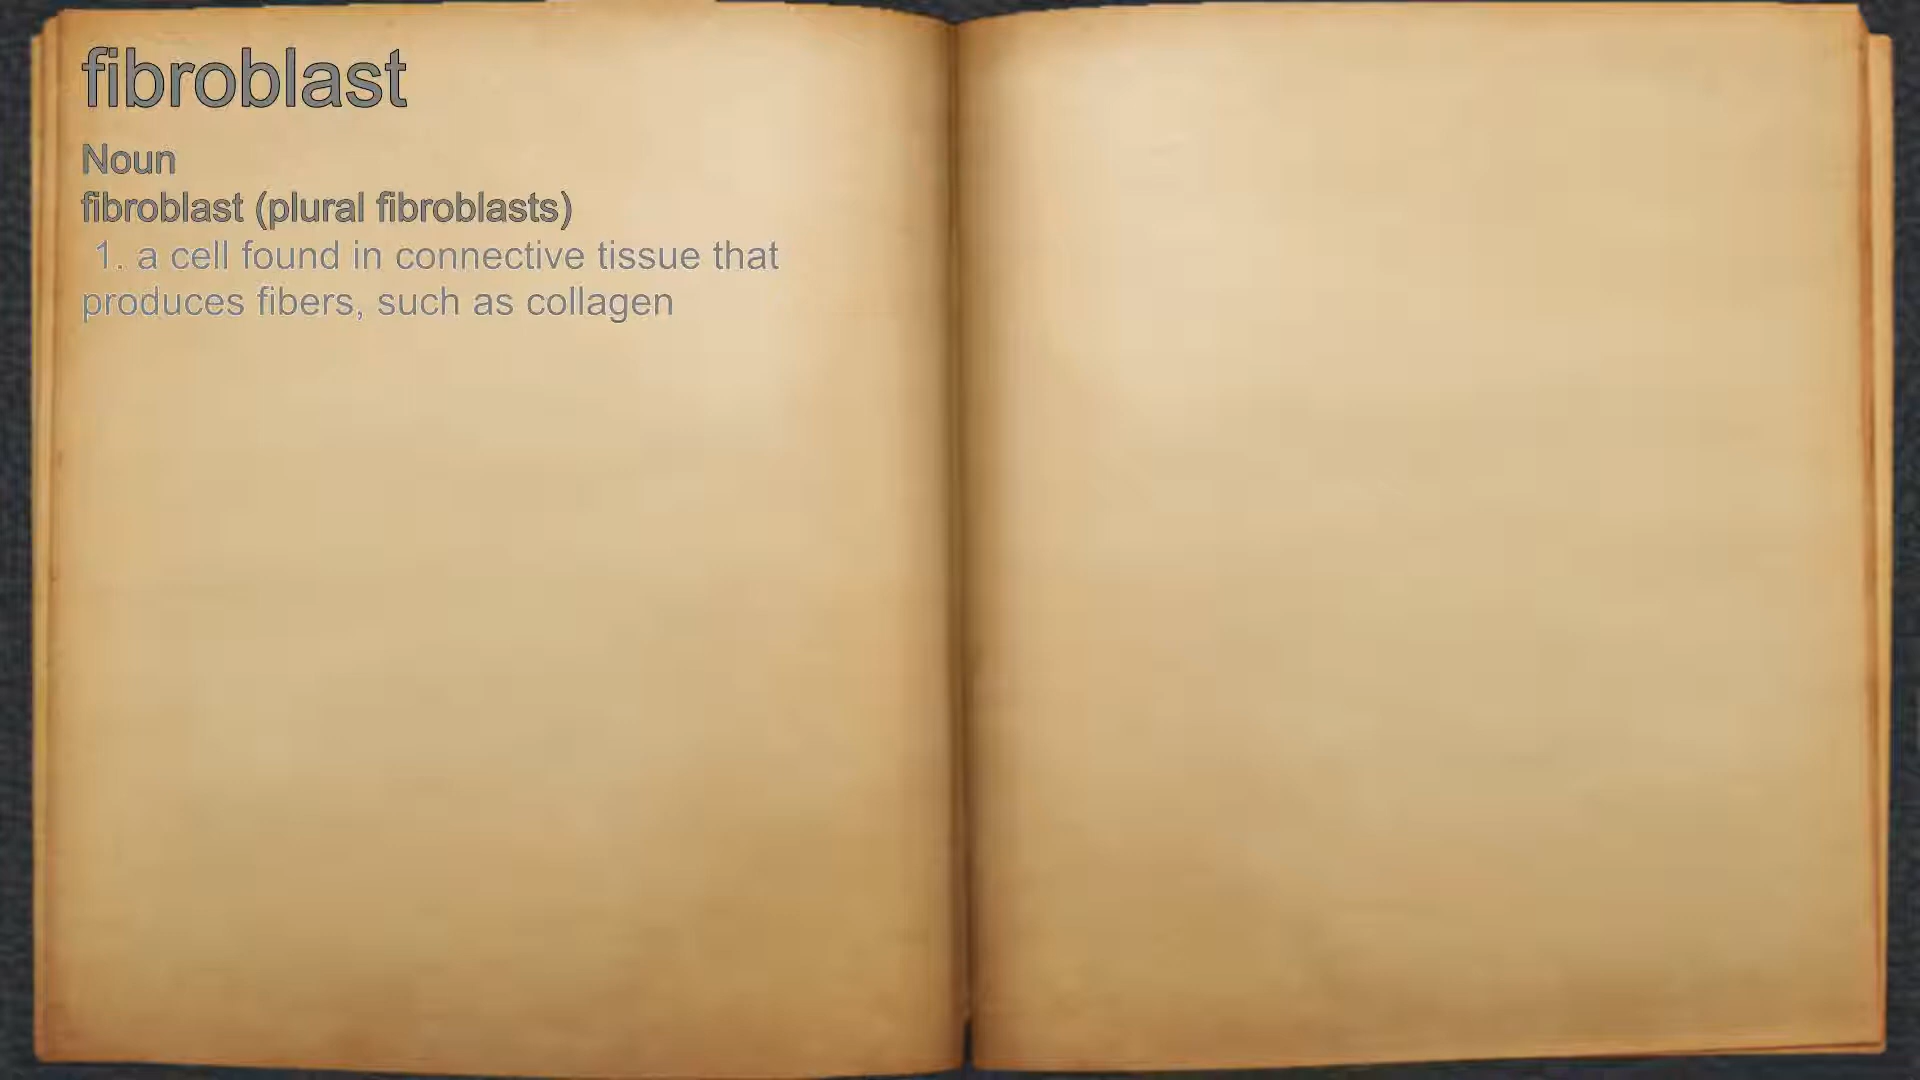 fibroblast
Noun
fibroblast (plural fibroblasts)
1. a cell found in connective tissue that
produces fibers, such as collagen